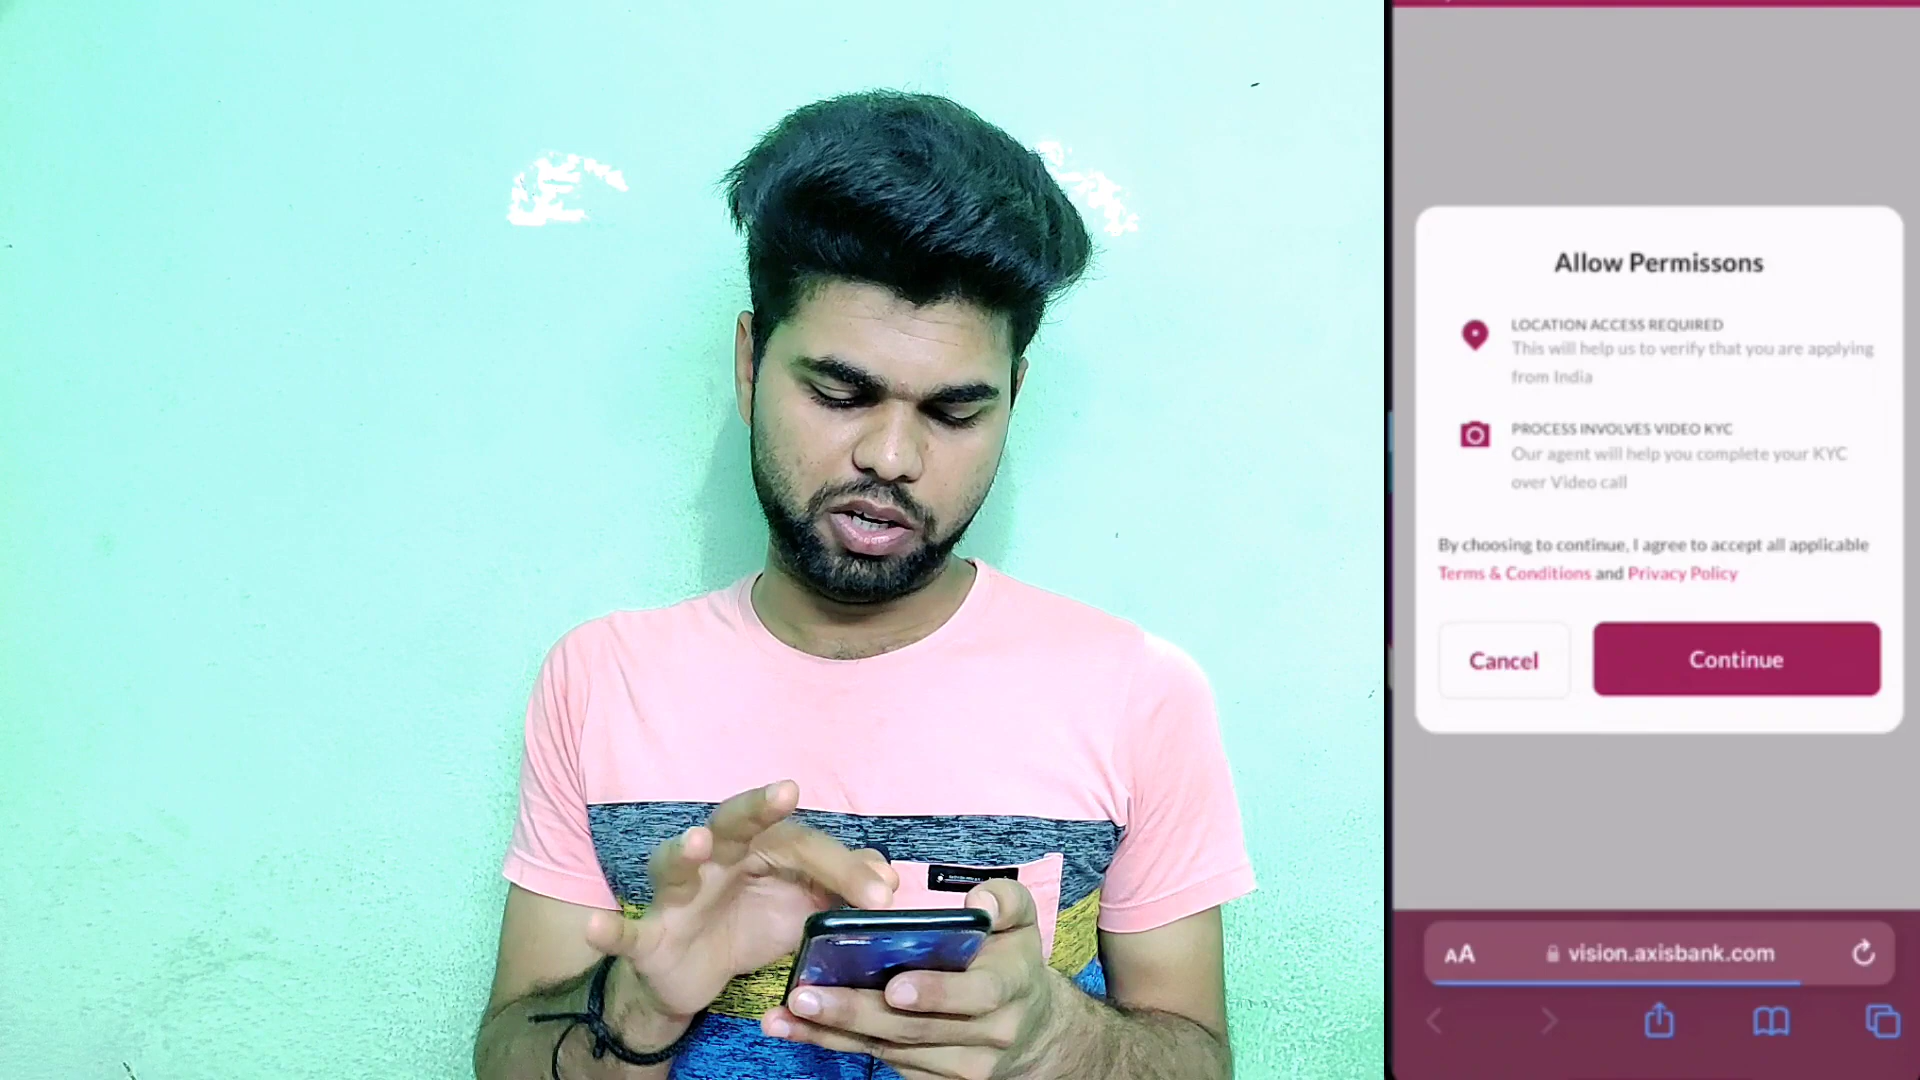 Allow Permissons
LOCATION ACCESS REQUIRED
This will help us to verify that you are applying
from India
PROCESS INVOLVES VIDEO KYC
Our agent will help you complete your KYC
over Video call
By choosing to continue, I agree to accept all applicable
Terms & Conditions and Privacy Policy
Cancel
Continue
AA
vision.axisbank.com